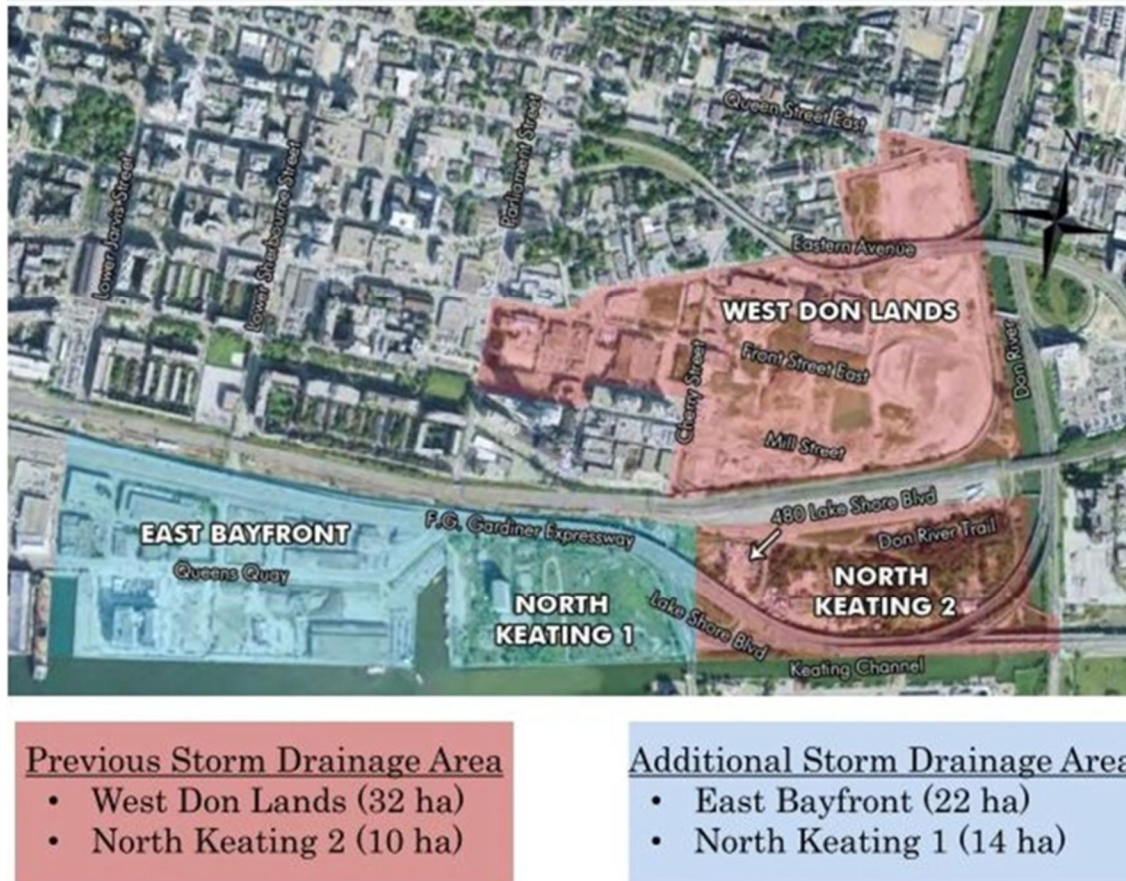 Queen Street East
Lower Jarvis Street
Lower Sherbourne Street
Parliament Street
N
Eastern Avenue
WEST DON LANDS
Front Street East
Cherry Street
Don River
Mill Street
480 Lake Shore Blvd
EAST BAYFRONT
F.G. Gardiner Expressway
Don River Trail
Queens Quay
NORTH
KEATING 2
NORTH
KEATING 1
Lake Shore Blvd
Keating Channel
Previous Storm Drainage Area
• West Don Lands (32 ha)
• North Keating 2 (10 ha)
Additional Storm Drainage Area
• East Bayfront (22 ha)
• North Keating 1 (14 ha)